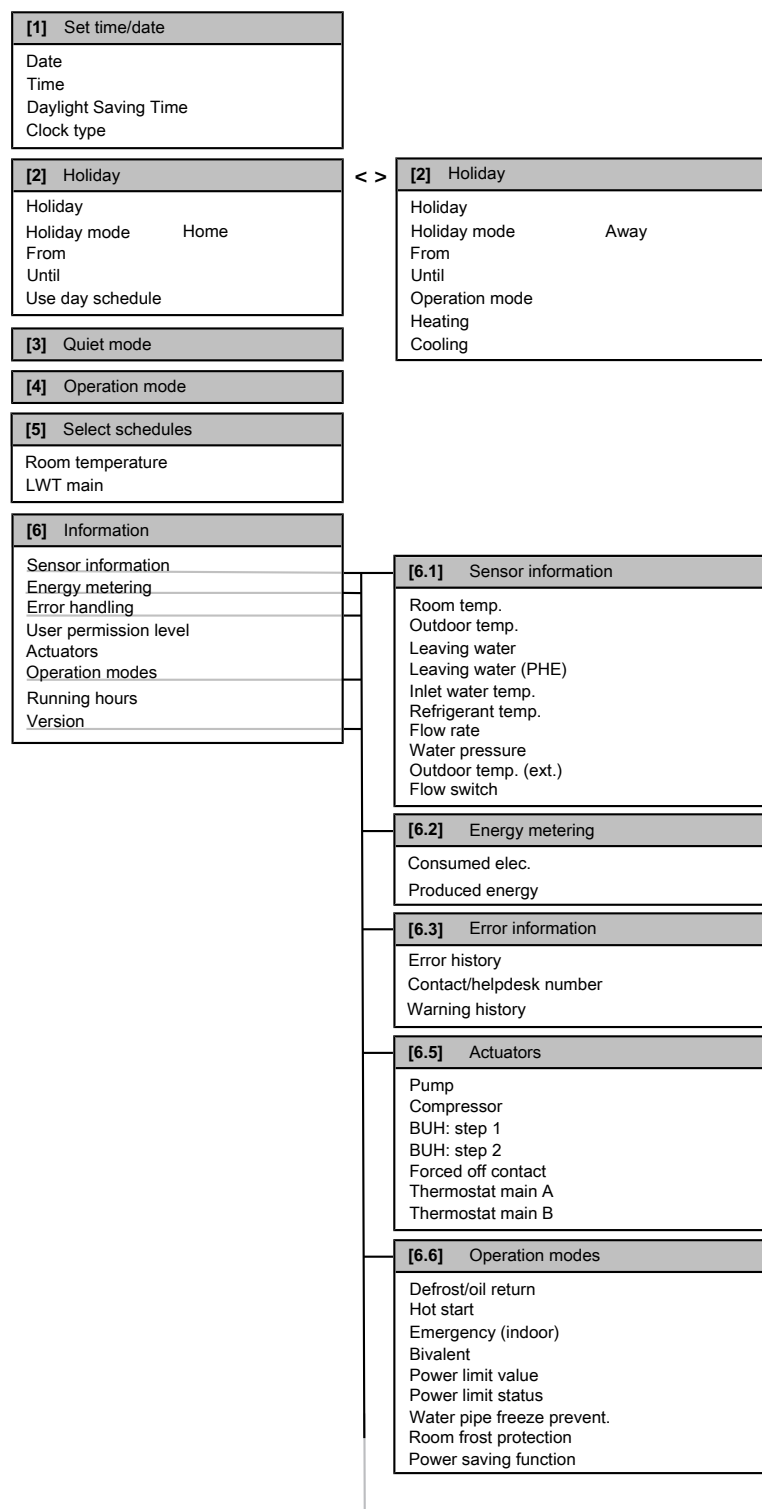 [1] Set time/date
Date
Time
Daylight Saving Time
Clock type
[2] Holiday
Holiday
Holiday mode Home
From
Until
Use day schedule
< >
[2] Holiday
Holiday
Holiday mode Away
From
Until
Operation mode
Heating
Cooling
[3] Quiet mode
[4] Operation mode
[5] Select schedules
Room temperature
LWT main
[6] Information
Sensor information
Energy metering
Error handling
User permission level
Actuators
Operation modes
Running hours
Version
[6.1] Sensor information
Room temp.
Outdoor temp.
Leaving water
Leaving water (PHE)
Inlet water temp.
Refrigerant temp.
Flow rate
Water pressure
Outdoor temp. (ext.)
Flow switch
[6.2] Energy metering
Consumed elec.
Produced energy
[6.3] Error information
Error history
Contact/helpdesk number
Warning history
[6.5] Actuators
Pump
Compressor
BUH: step 1
BUH: step 2
Forced off contact
Thermostat main A
Thermostat main B
[6.6] Operation modes
Defrost/oil return
Hot start
Emergency (indoor)
Bivalent
Power limit value
Power limit status
Water pipe freeze prevent.
Room frost protection
Power saving function